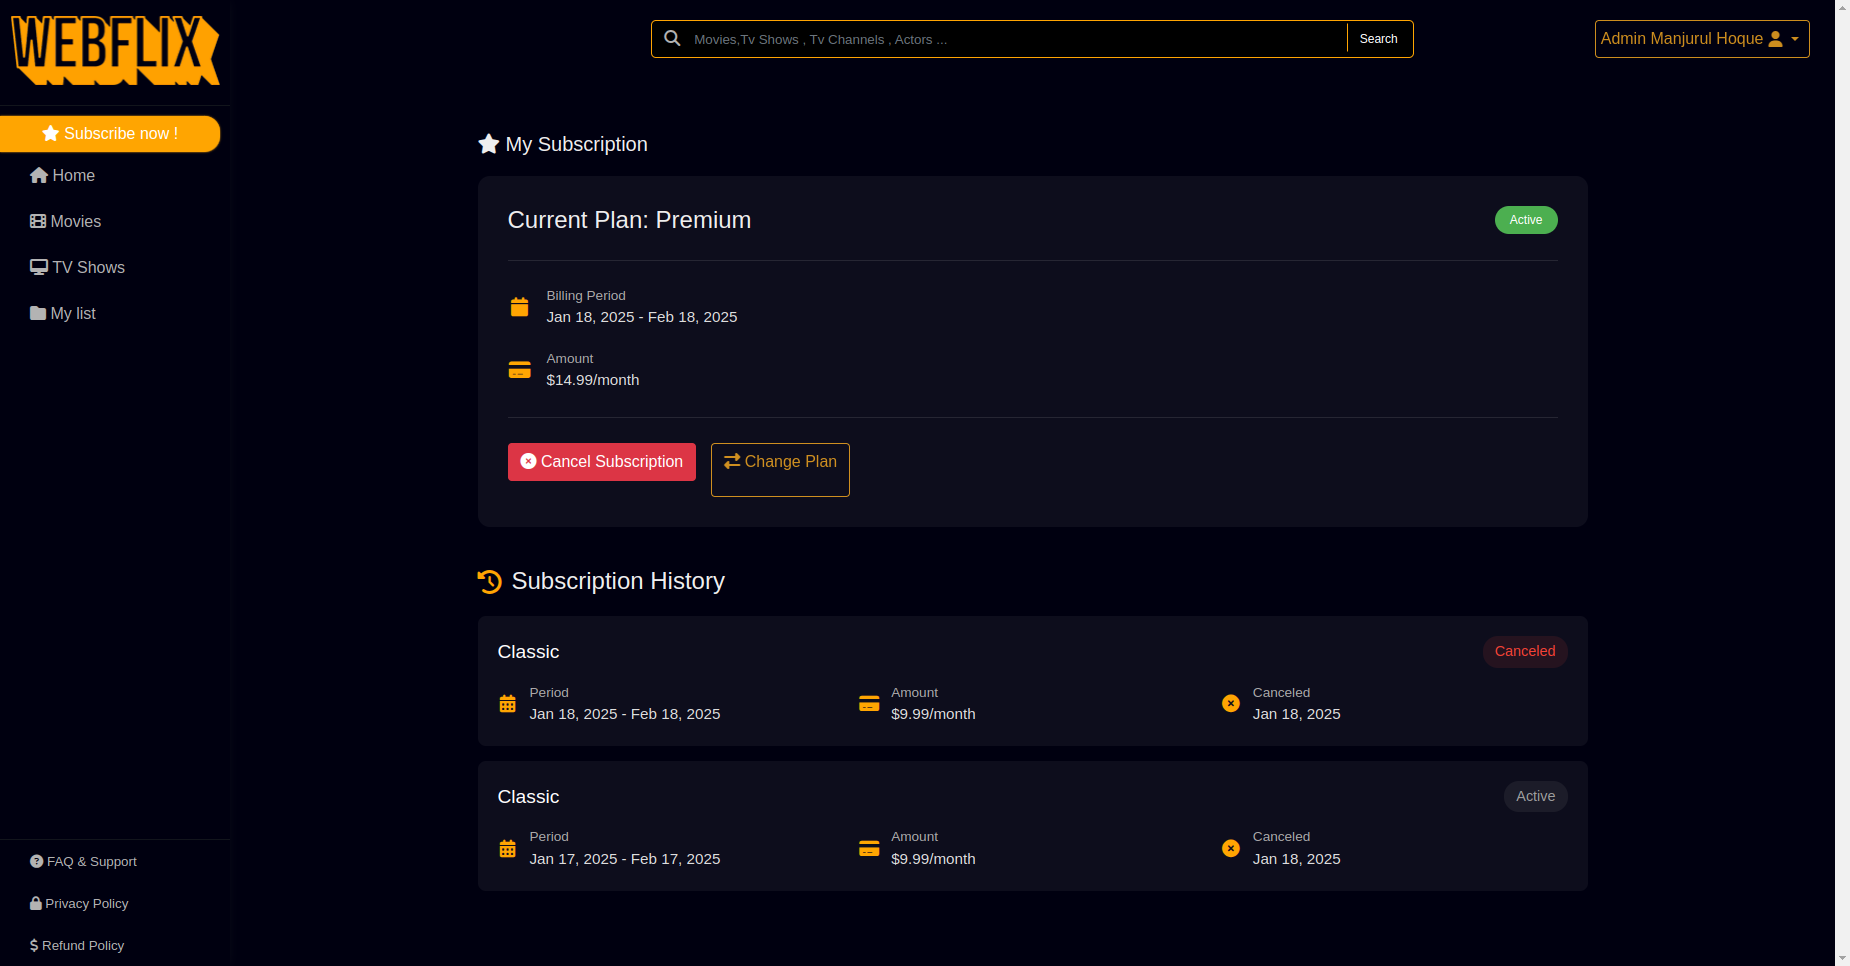 WEBFLIX
Movies,Tv Shows , Tv Channels , Actors ...
Search
Admin Manjurul Hoque
Subscribe now !
Home
Movies
TV Shows
My list
FAQ & Support
Privacy Policy
Refund Policy
My Subscription
Current Plan: Premium
Active
Billing Period
Jan 18, 2025 - Feb 18, 2025
Amount
$14.99/month
Cancel Subscription
Change Plan
Subscription History
Classic
Canceled
Period
Jan 18, 2025 - Feb 18, 2025
Amount
$9.99/month
Canceled
Jan 18, 2025
Classic
Active
Period
Jan 17, 2025 - Feb 17, 2025
Amount
$9.99/month
Canceled
Jan 18, 2025